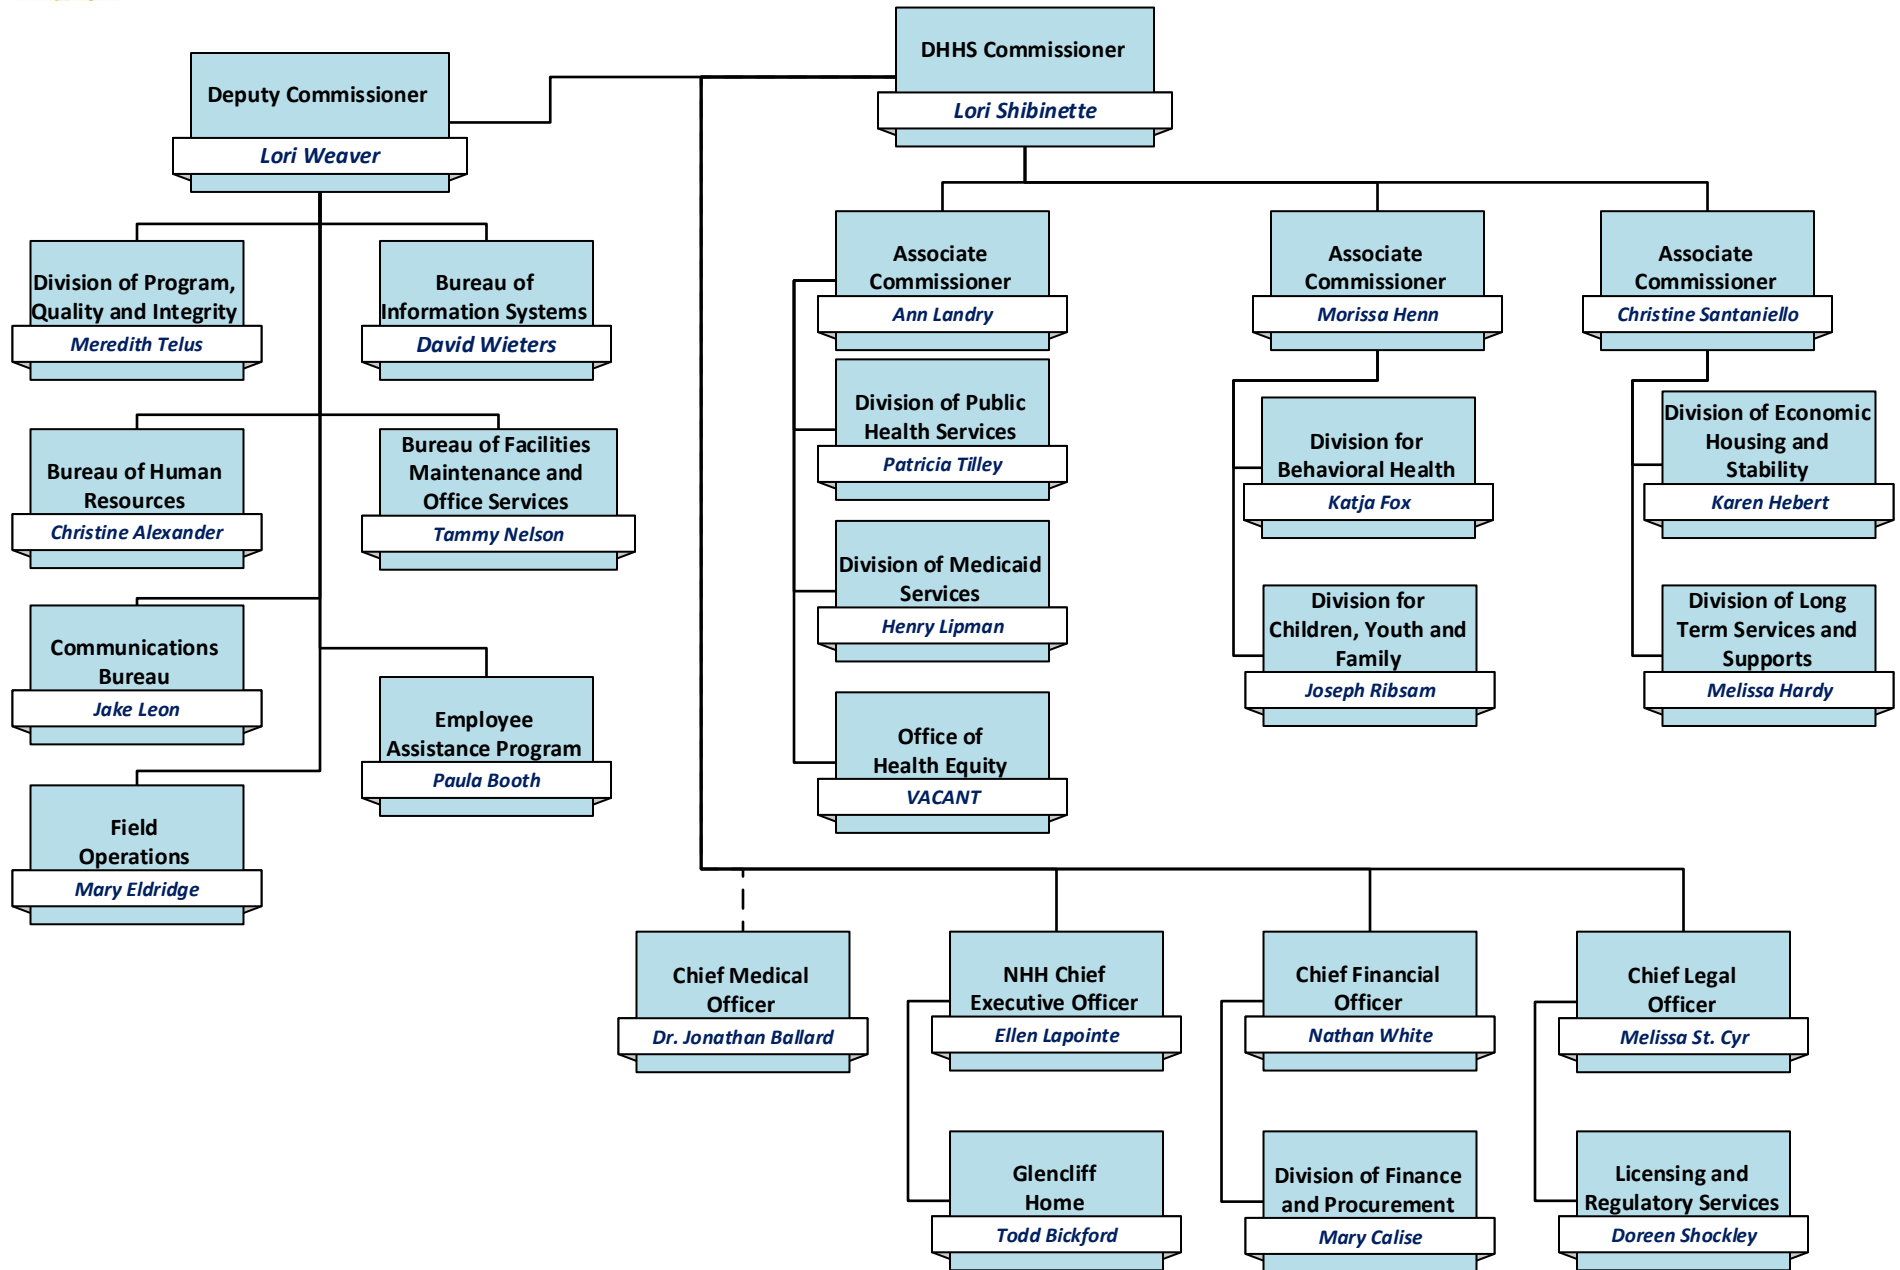 DHHS Commissioner
Lori Shibinette
Deputy Commissioner
Lori Weaver
Division of Program,
Quality and Integrity
Meredith Telus
Bureau of
Information Systems
David Wieters
Bureau of Human
Resources
Christine Alexander
Bureau of Facilities
Maintenance and
Office Services
Tammy Nelson
Communications
Bureau
Jake Leon
Employee
Assistance Program
Paula Booth
Field
Operations
Mary Eldridge
Associate
Commissioner
Ann Landry
Division of Public
Health Services
Patricia Tilley
Division of Medicaid
Services
Henry Lipman
Office of
Health Equity
VACANT
Associate
Commissioner
Morissa Henn
Division for
Behavioral Health
Katja Fox
Division for
Children, Youth and
Family
Joseph Ribsam
Associate
Commissioner
Christine Santaniello
Division of Economic
Housing and
Stability
Karen Hebert
Division of Long
Term Services and
Supports
Melissa Hardy
Chief Medical
Officer
Dr. Jonathan Ballard
NHH Chief
Executive Officer
Ellen Lapointe
Glencliff
Home
Todd Bickford
Chief Financial
Officer
Nathan White
Division of Finance
and Procurement
Mary Calise
Chief Legal
Officer
Melissa St. Cyr
Licensing and
Regulatory Services
Doreen Shockley